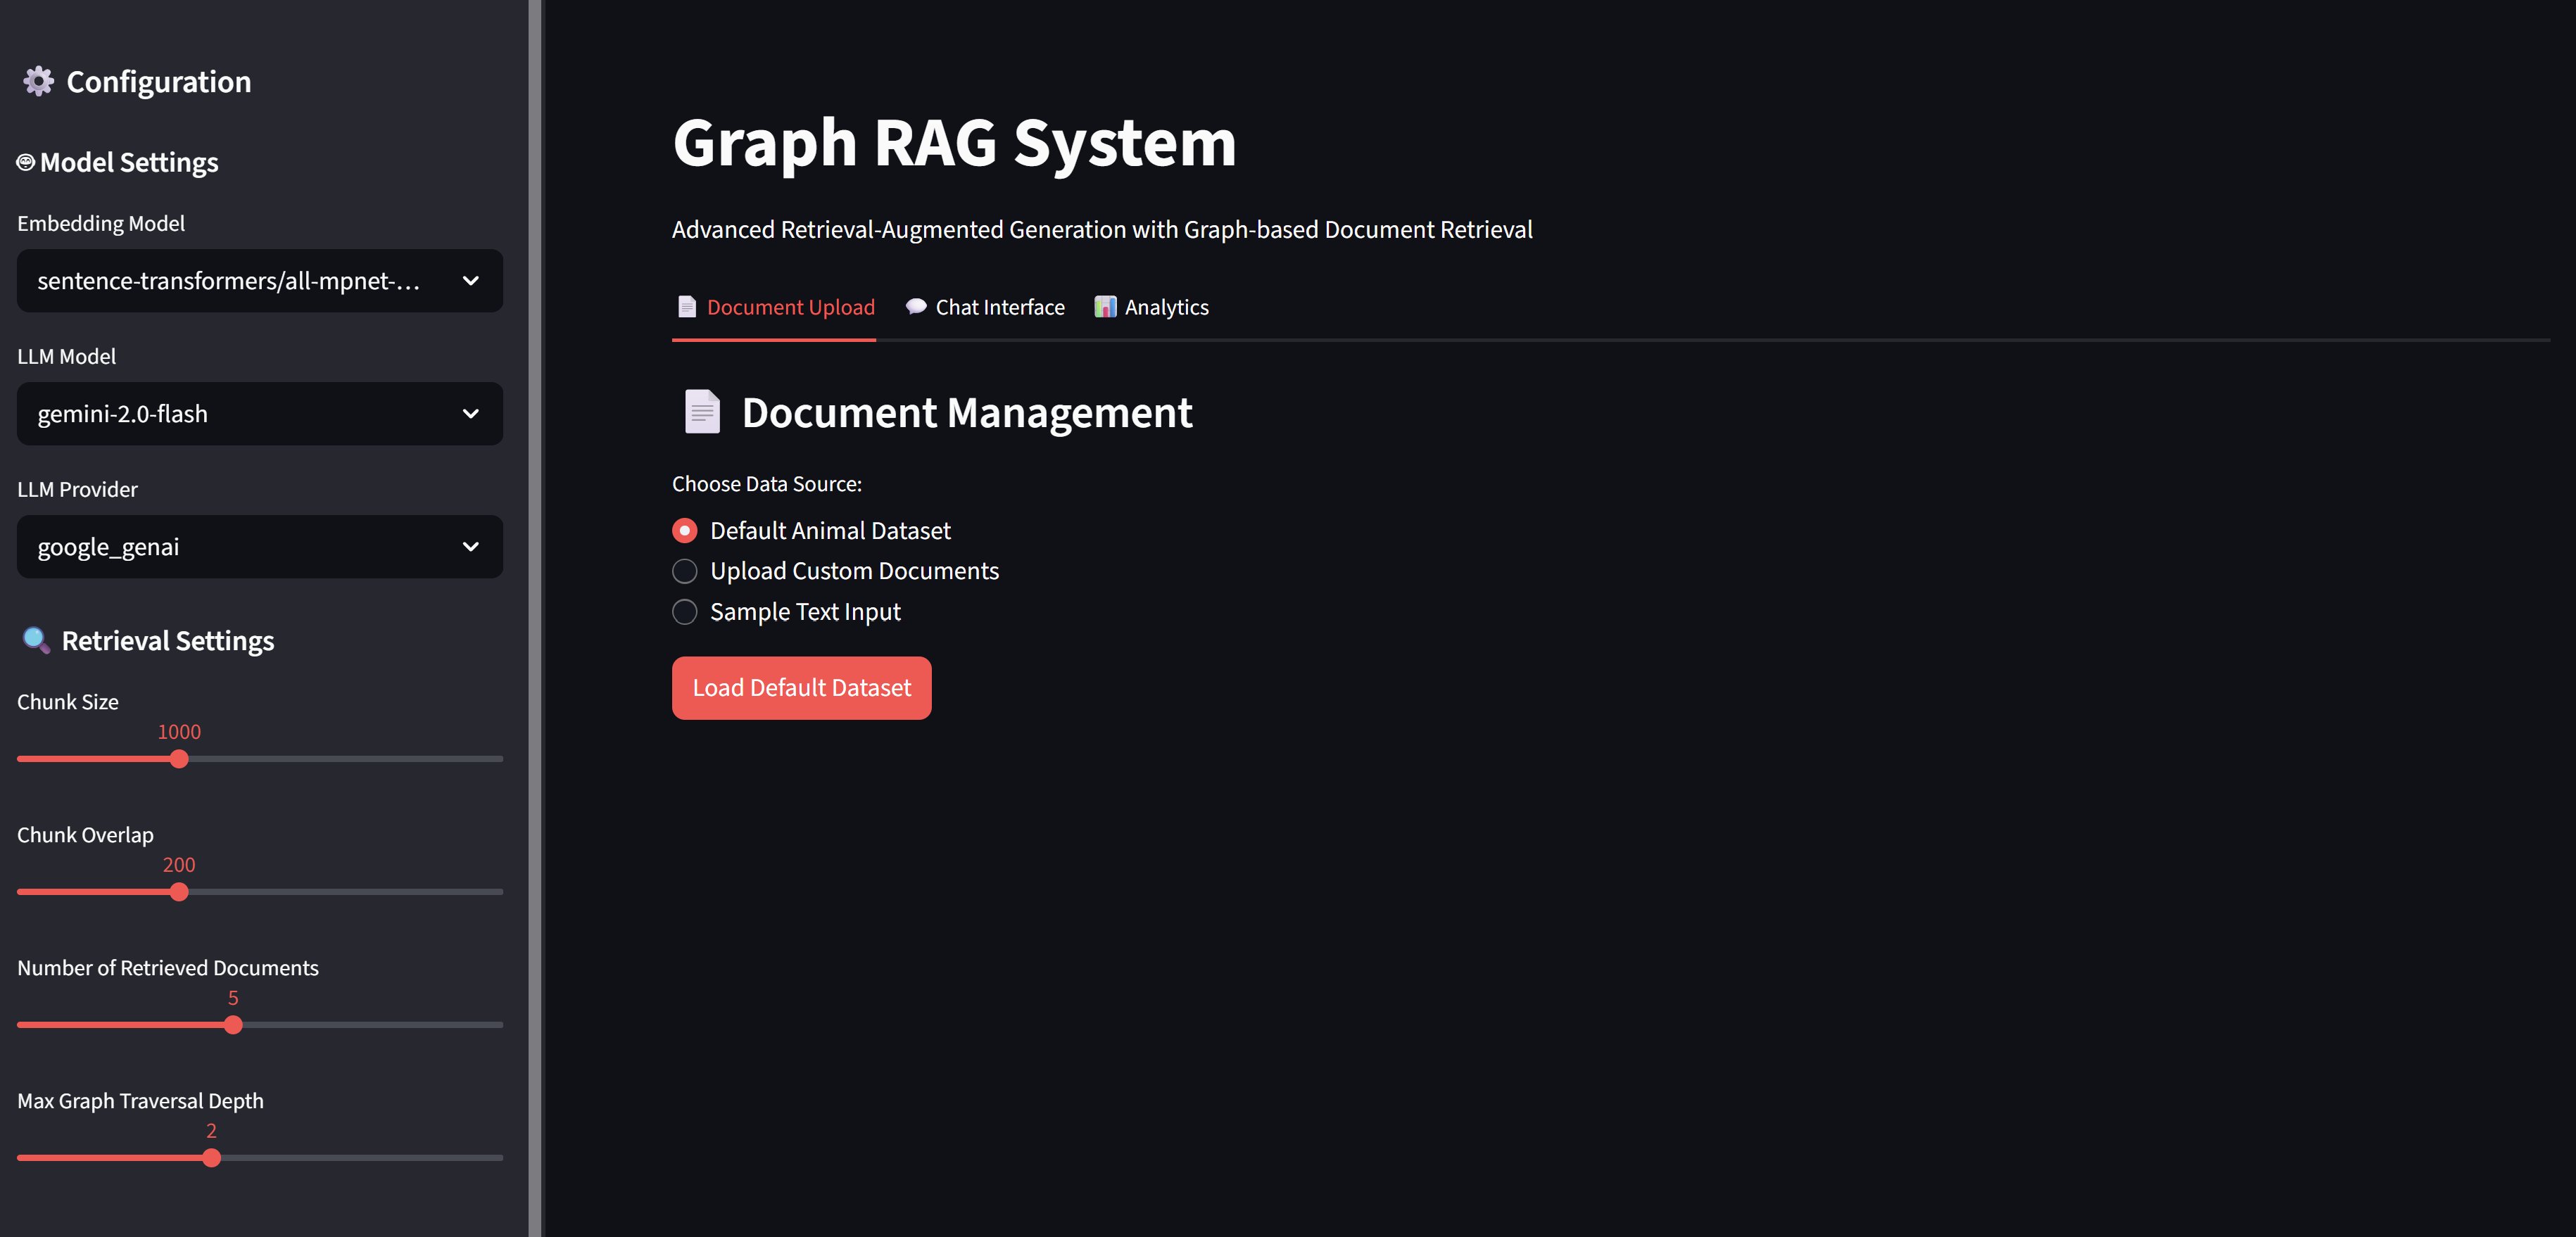 Configuration
Model Settings
Embedding Model
sentence-transformers/all-mpnet-...
LLM Model
gemini-2.0-flash
LLM Provider
google_genai
Retrieval Settings
Chunk Size
1000
Chunk Overlap
200
Number of Retrieved Documents
5
Max Graph Traversal Depth
2
Graph RAG System
Advanced Retrieval-Augmented Generation with Graph-based Document Retrieval
Document Upload Chat Interface Analytics
Document Management
Choose Data Source:
Default Animal Dataset
Upload Custom Documents
Sample Text Input
Load Default Dataset